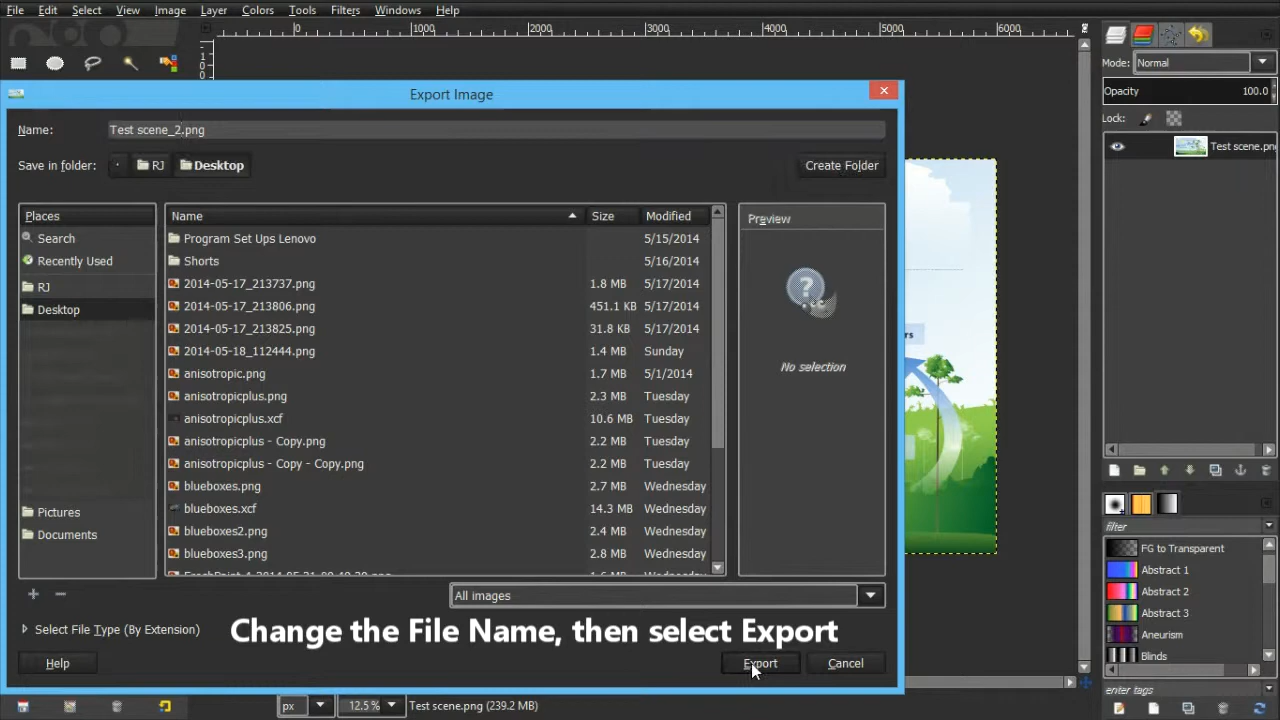 File Edit Select View Image Layer Colors Tools Filters Windows Help
0 1000 2000 3000 4000 5000 6000
1 0 0
Mode: Normal
Opacity 100.0
Lock:
Test scene.png
Export Image
Name: Test scene_2.png
Save in folder: RJ Desktop Create Folder
Places Name Size Modified Preview
Search
Recently Used
RJ
Desktop
Pictures
Documents
Program Set Ups Lenovo 5/15/2014
Shorts 5/16/2014
2014-05-17_213737.png 1.8 MB 5/17/2014
2014-05-17_213806.png 451.1 KB 5/17/2014
2014-05-17_213825.png 31.8 KB 5/17/2014
2014-05-18_112444.png 1.4 MB Sunday
anisotropic.png 1.7 MB 5/1/2014
anisotropicplus.png 2.3 MB Tuesday
anisotropicplus.xcf 10.6 MB Tuesday
anisotropicplus - Copy.png 2.2 MB Tuesday
anisotropicplus - Copy - Copy.png 2.2 MB Tuesday
blueboxes.png 2.7 MB Wednesday
blueboxes.xcf 14.3 MB Wednesday
blueboxes2.png 2.4 MB Wednesday
blueboxes3.png 2.8 MB Wednesday
?
No selection
rs
All images
Select File Type (By Extension)
Change the File Name, then select Export
Help Export Cancel
filter
FG to Transparent
Abstract 1
Abstract 2
Abstract 3
Aneurism
Blinds
enter tags
px 12.5% Test scene.png (239.2 MB)